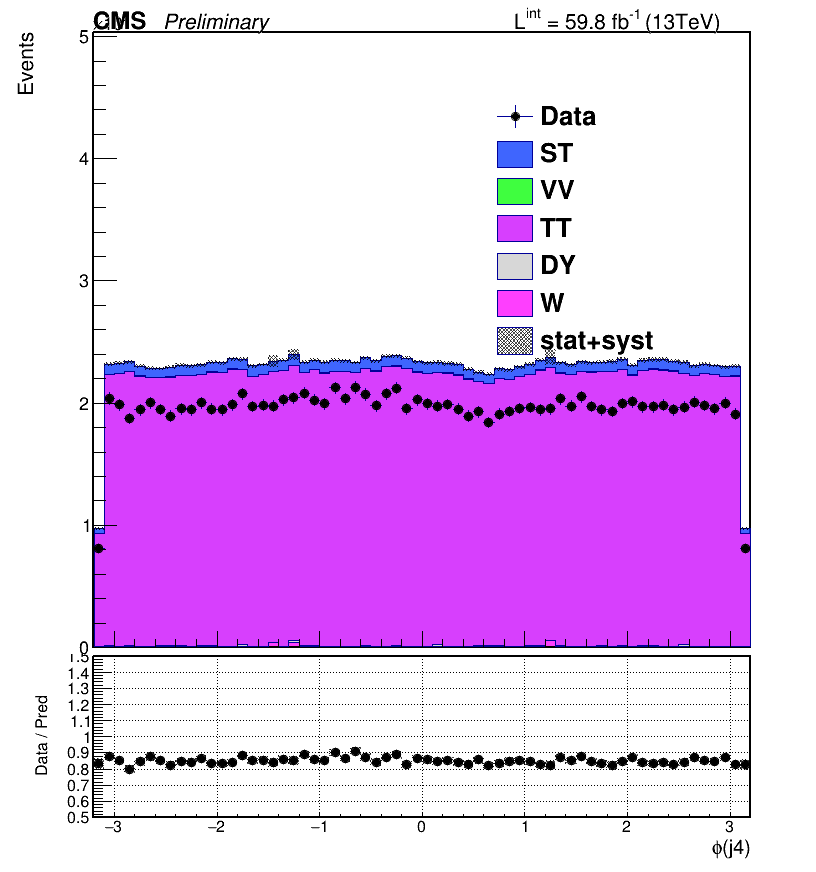 CMS Preliminary L^int = 59.8 fb^-1 (13TeV)
Events
5
4
3
2
1
0
Data
ST
VV
TT
DY
W
stat+syst
Data / Pred
1.5
1.4
1.3
1.2
1.1
1
0.9
0.8
0.7
0.6
0.5
−3 −2 −1 0 1 2 3
ϕ(j4)